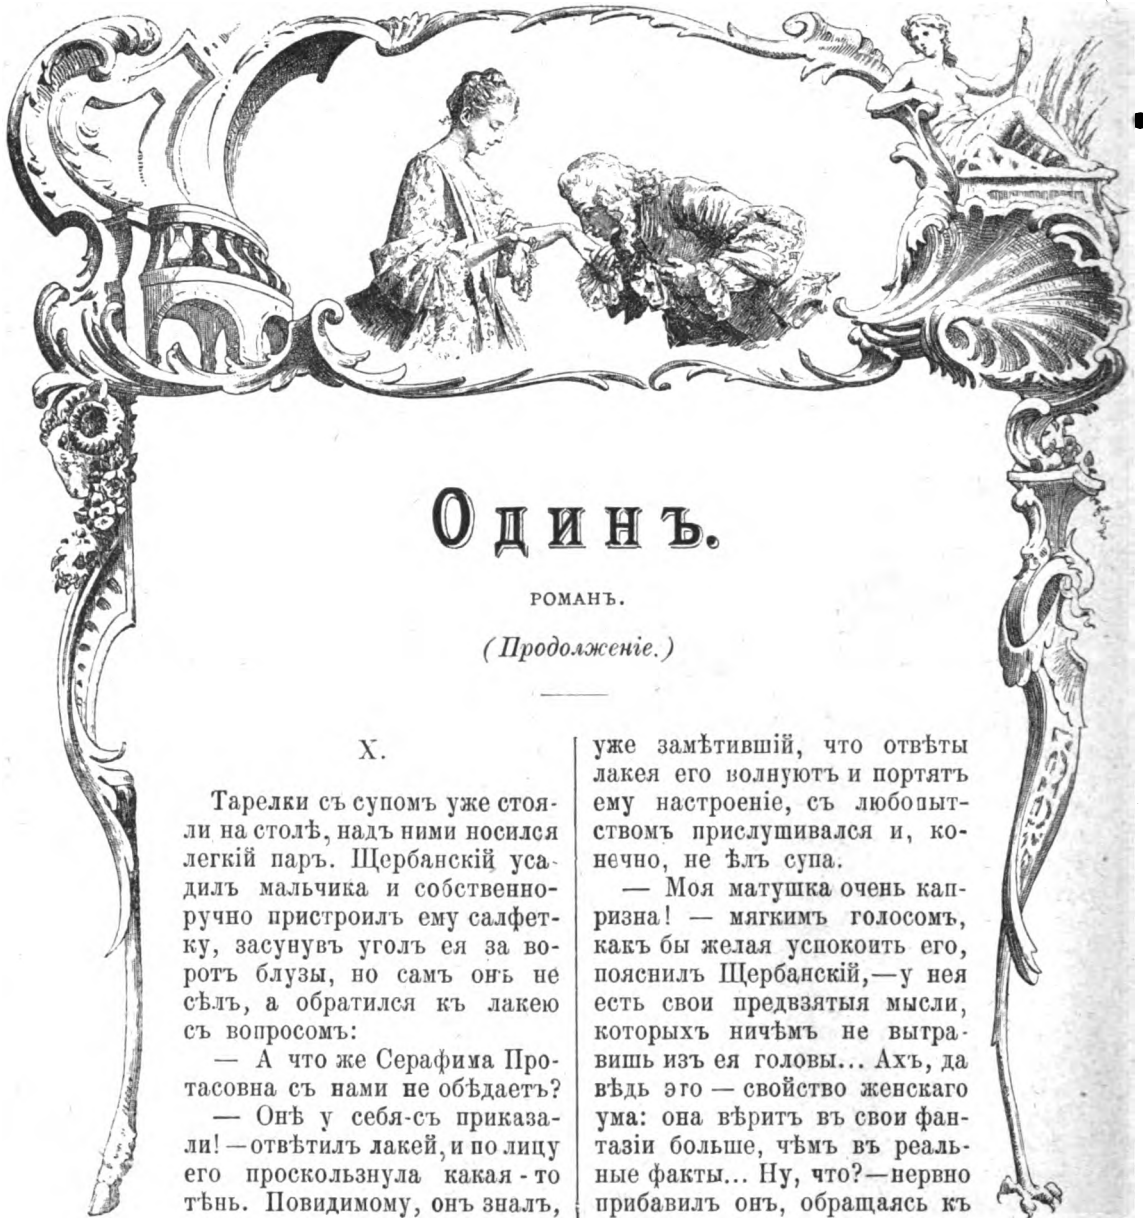 Одинъ.
РОМАНЪ.
(Продолженіе.)
X.
Тарелки съ супомъ уже стоя-
ли на столѣ, надъ ними носился
легкій паръ. Щербанскій уса-
дилъ мальчика и собственно-
ручно пристроилъ ему салфет-
ку, засунувъ уголъ ея за во-
ротъ блузы, но самъ онъ не
сѣлъ, а обратился къ лакею
съ вопросомъ:
— А что же Серафима Про-
тасовна съ нами не обѣдаетъ?
— Онѣ у себя-съ приказа-
ли! — отвѣтилъ лакей, и по лицу
его проскользнула какая-то
тѣнь. Повидимому, онъ зналъ,
уже замѣтившій, что отвѣты
лакея его волнуютъ и портятъ
ему настроеніе, съ любопыт-
ствомъ прислушивался и, ко-
нечно, не ѣлъ супа.
— Моя матушка очень кап-
ризна! — мягкимъ голосомъ,
какъ бы желая успокоить его,
пояснилъ Щербанскій,—у нея
есть свои предвзятыя мысли,
которыхъ ничѣмъ не вытра-
вишь изъ ея головы... Ахъ, да
вѣдь это — свойство женскаго
ума: она вѣритъ въ свои фан-
тазіи больше, чѣмъ въ реаль-
ные факты... Ну, что?—нервно
прибавилъ онъ, обращаясь къ